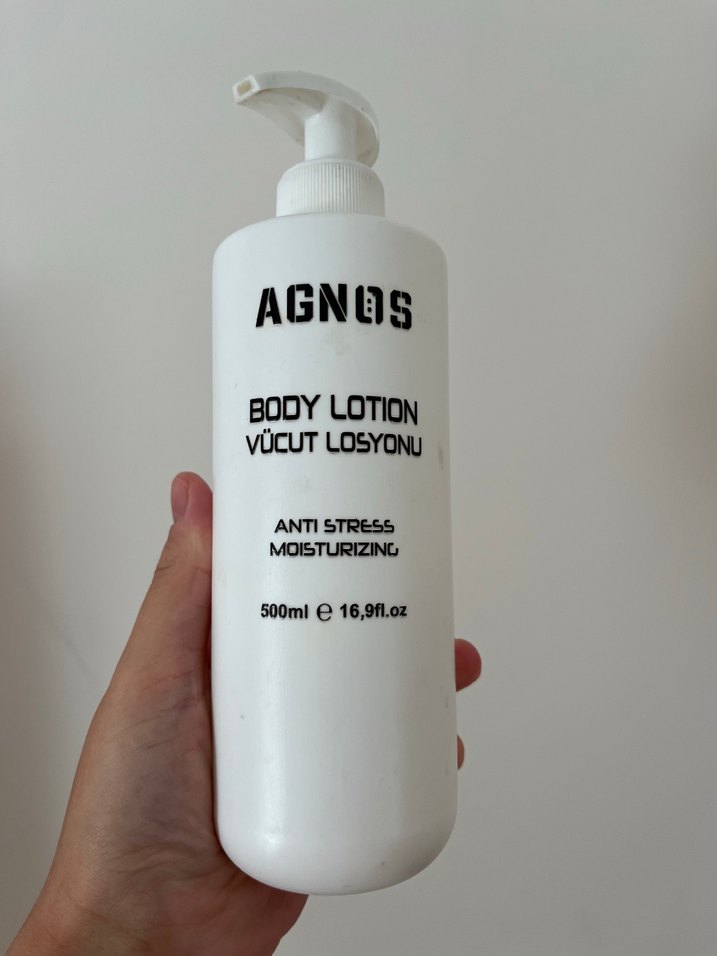 AGNOS
BODY LOTION
VÜCUT LOSYONU
ANTI STRESS
MOISTURIZING
500ml ℮ 16,9fl.oz